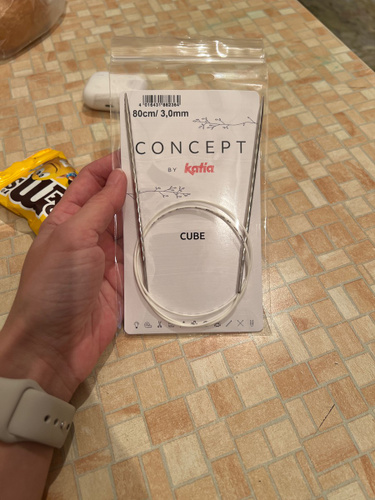 80cm/ 3,0mm
CONCEPT
BY katia
CUBE
m